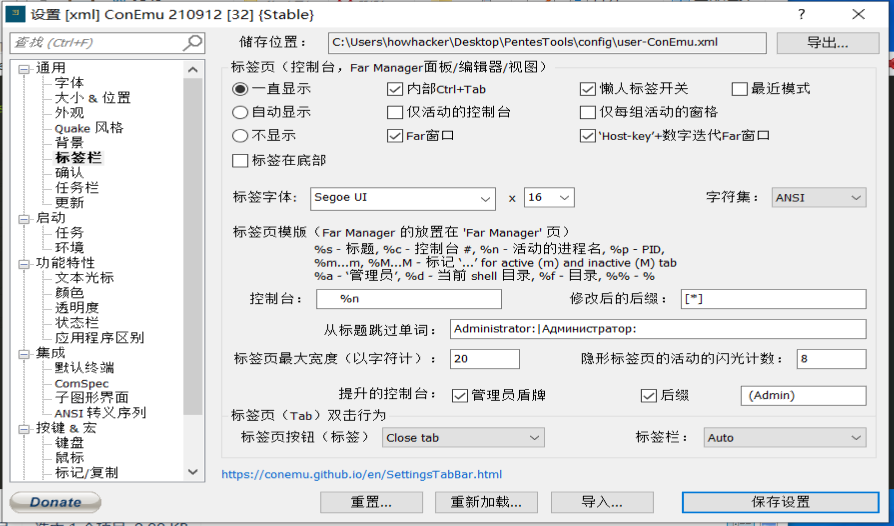 设置 [xml] ConEmu 210912 [32] {Stable}
查找 (Ctrl+F)
储存位置：
C:\Users\howhacker\Desktop\PentesTools\config\user-ConEmu.xml
导出...
通用
字体
大小 & 位置
外观
Quake 风格
背景
标签栏
确认
任务栏
更新
启动
任务
环境
功能特性
文本光标
颜色
透明度
状态栏
应用程序区别
集成
默认终端
ComSpec
子图形界面
ANSI 转义序列
按键 & 宏
键盘
鼠标
标记/复制
标签页（控制台，Far Manager面板/编辑器/视图）
一直显示 内部Ctrl+Tab 懒人标签开关 最近模式
自动显示 仅活动的控制台 仅每组活动的窗格
不显示 Far窗口 ‘Host-key’+数字迭代Far窗口
标签在底部
标签字体: Segoe UI x 16 字符集： ANSI
标签页模版（Far Manager 的放置在 'Far Manager' 页）
%s - 标题, %c - 控制台 #, %n - 活动的进程名, %p - PID,
%m...m, %M...M - 标记 ‘...’ for active (m) and inactive (M) tab
%a - ‘管理员’, %d - 当前 shell 目录, %f - 目录, %% - %
控制台： %n 修改后的后缀： [*]
从标题跳过单词： Administrator:|Администратор:
标签页最大宽度（以字符计）： 20 隐形标签页的活动的闪光计数： 8
提升的控制台： 管理员盾牌 后缀 (Admin)
标签页（Tab）双击行为
标签页按钮（标签） Close tab 标签栏： Auto
https://conemu.github.io/en/SettingsTabBar.html
Donate 重置... 重新加载... 导入... 保存设置